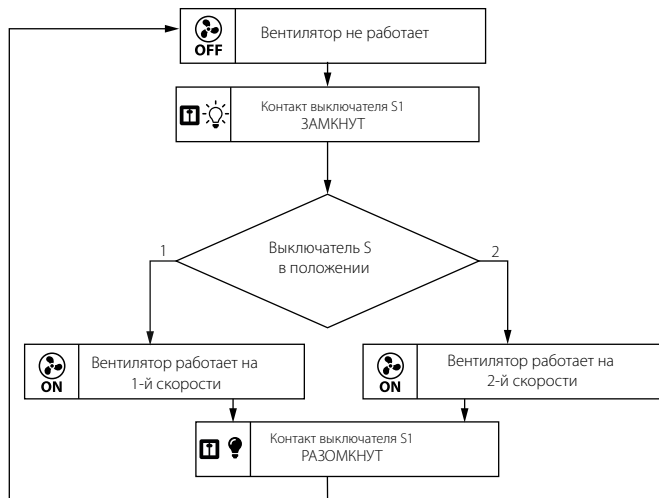 OFF
Вентилятор не работает
Контакт выключателя S1
ЗАМКНУТ
1
Выключатель S
в положении
2
ON
Вентилятор работает на
1-й скорости
ON
Вентилятор работает на
2-й скорости
Контакт выключателя S1
РАЗОМКНУТ